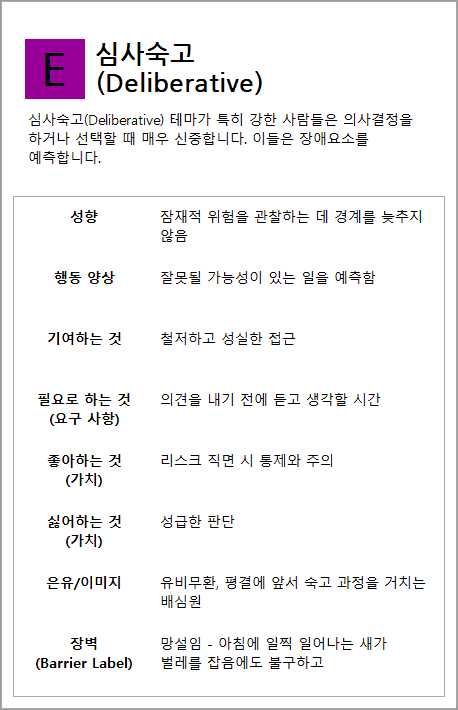 E
심사숙고
(Deliberative)
심사숙고(Deliberative) 테마가 특히 강한 사람들은 의사결정을
하거나 선택할 때 매우 신중합니다. 이들은 장애요소를
예측합니다.
성향 잠재적 위험을 관찰하는 데 경계를 늦추지
않음
행동 양상 잘못될 가능성이 있는 일을 예측함
기여하는 것 철저하고 성실한 접근
필요로 하는 것 의견을 내기 전에 듣고 생각할 시간
(요구 사항)
좋아하는 것 리스크 직면 시 통제와 주의
(가치)
싫어하는 것 성급한 판단
(가치)
은유/이미지 유비무환, 평결에 앞서 숙고 과정을 거치는
배심원
장벽 망설임 - 아침에 일찍 일어나는 새가
(Barrier Label) 벌레를 잡음에도 불구하고